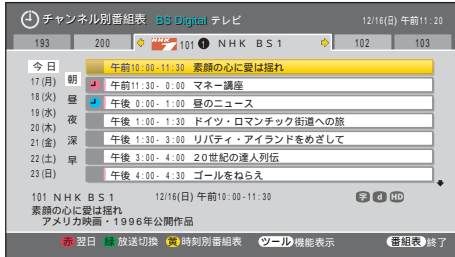 チャンネル別番組表 BS Digital テレビ 12/16(日) 午前11:20
193 200 101 1 NHK BS1 102 103
今日
17(月)
18(火)
19(水)
20(木)
21(金)
22(土)
23(日)
朝
昼
夜
深
早
午前10:00-11:30 素顔の心に愛は揺れ
午前11:30- 0:00 マネー講座
午後 0:00- 1:00 昼のニュース
午後 1:00- 1:30 ドイツ・ロマンチック街道への旅
午後 1:30- 3:00 リバティ・アイランドをめざして
午後 3:00- 4:00 20世紀の達人列伝
午後 4:00- 4:30 ゴールをねらえ
101 NHK BS1 12/16(日) 午前10:00-11:30 字 d HD
素顔の心に愛は揺れ
アメリカ映画・1996年公開作品
赤 翌日 緑 放送切換 黄 時刻別番組表 ツール 機能表示 番組表 終了